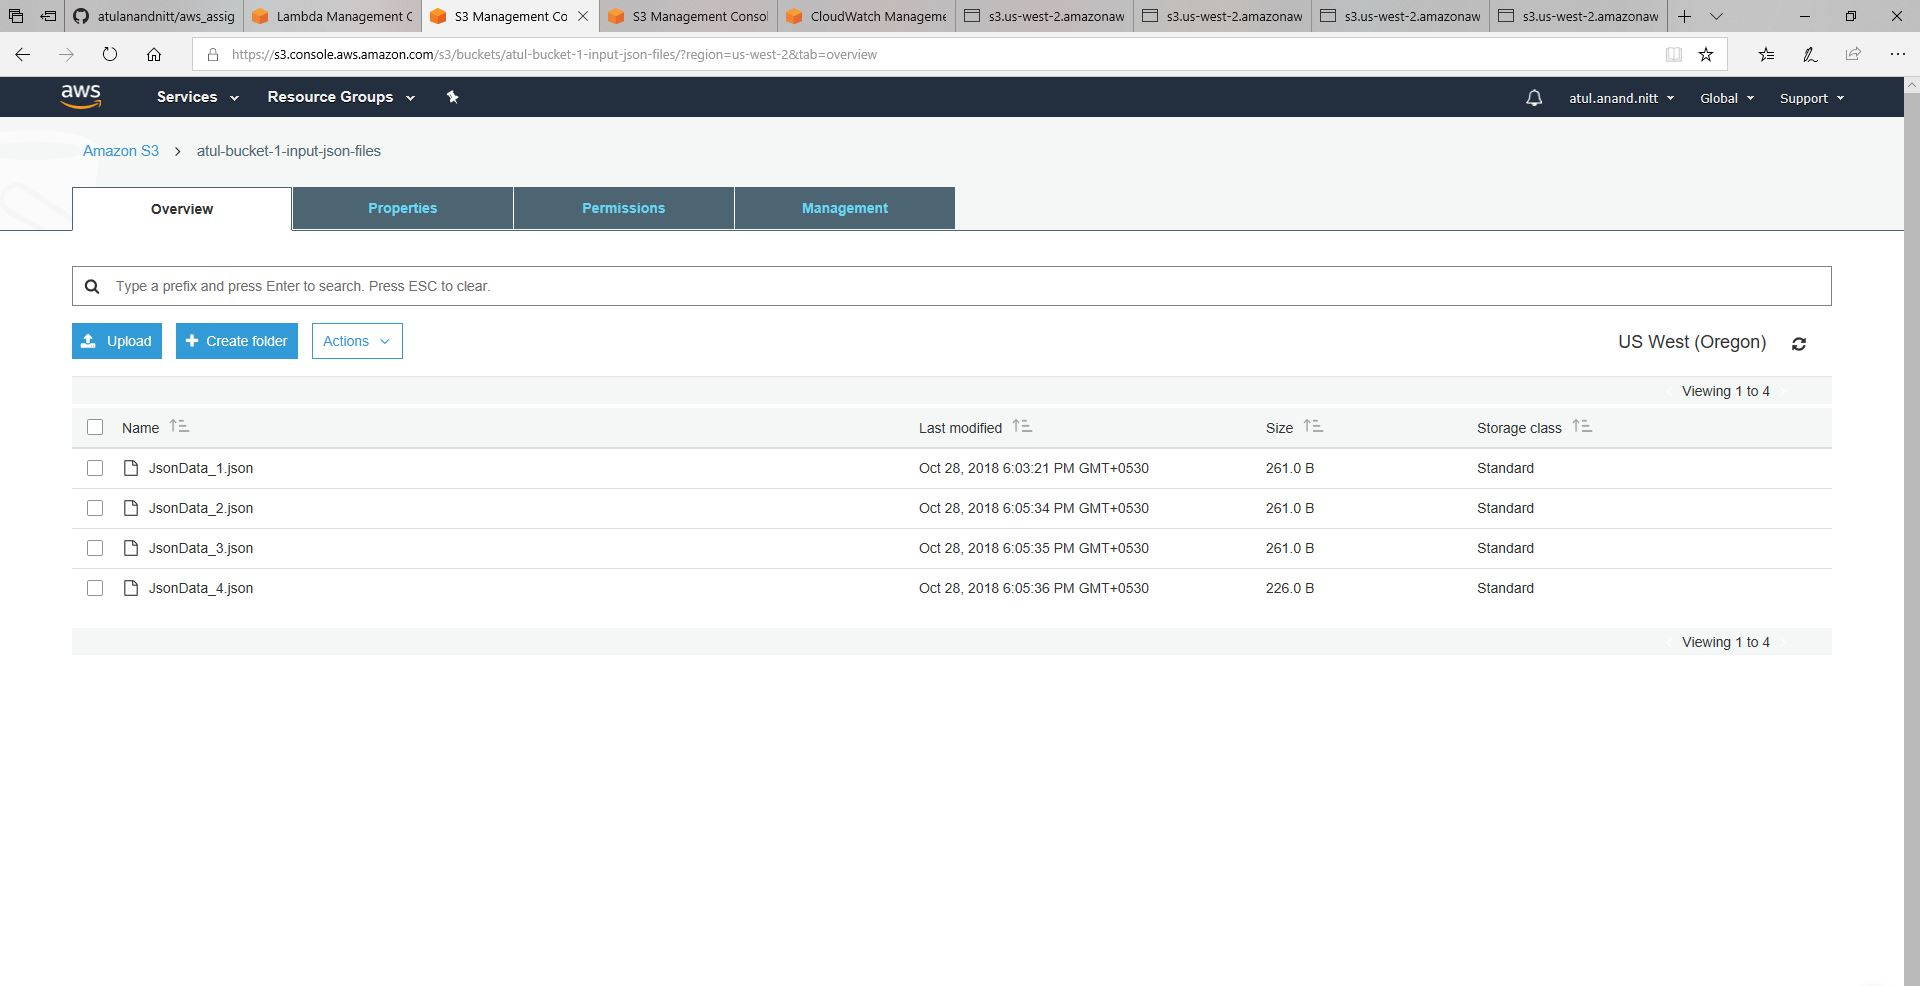 atulanandnitt/aws_assig
Lambda Management C
S3 Management Co
S3 Management Consol
CloudWatch Manageme
s3.us-west-2.amazonaw
s3.us-west-2.amazonaw
s3.us-west-2.amazonaw
s3.us-west-2.amazonaw
https://s3.console.aws.amazon.com/s3/buckets/atul-bucket-1-input-json-files/?region=us-west-2&tab=overview
aws Services Resource Groups atul.anand.nitt Global Support
Amazon S3 > atul-bucket-1-input-json-files
Overview Properties Permissions Management
Type a prefix and press Enter to search. Press ESC to clear.
Upload + Create folder Actions US West (Oregon)
Viewing 1 to 4
Name Last modified Size Storage class
JsonData_1.json Oct 28, 2018 6:03:21 PM GMT+0530 261.0 B Standard
JsonData_2.json Oct 28, 2018 6:05:34 PM GMT+0530 261.0 B Standard
JsonData_3.json Oct 28, 2018 6:05:35 PM GMT+0530 261.0 B Standard
JsonData_4.json Oct 28, 2018 6:05:36 PM GMT+0530 226.0 B Standard
Viewing 1 to 4